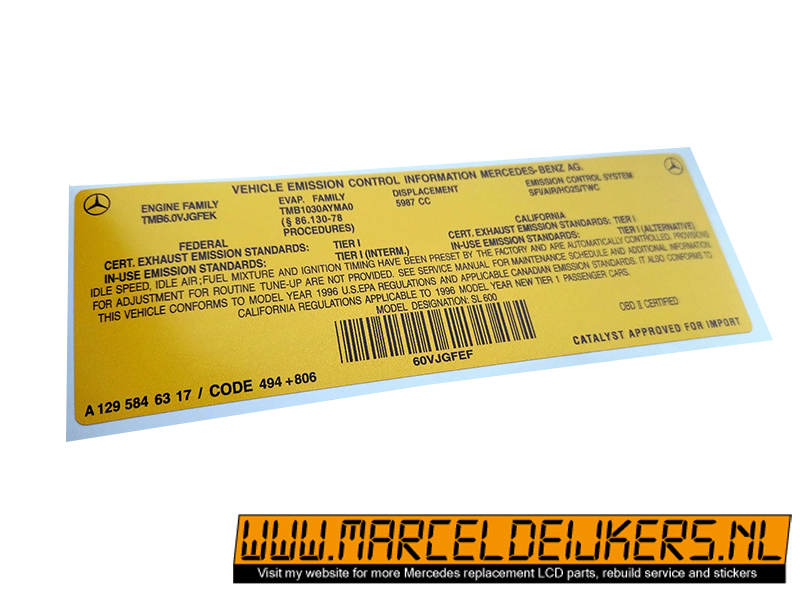 VEHICLE EMISSION CONTROL INFORMATION MERCEDES-BENZ AG.
ENGINE FAMILY
TMB6.0VJGFEK
EVAP. FAMILY
TMB1030AYMA0
(§ 86.130-78
PROCEDURES)
DISPLACEMENT
5987 CC
EMISSION CONTROL SYSTEM
SFI/AIR/HO2S/TWC
FEDERAL
CERT. EXHAUST EMISSION STANDARDS: TIER I
IN-USE EMISSION STANDARDS: TIER I (INTERM.)
CALIFORNIA
CERT. EXHAUST EMISSION STANDARDS: TIER I
IN-USE EMISSION STANDARDS: TIER I (ALTERNATIVE)
IDLE SPEED, IDLE AIR; FUEL MIXTURE AND IGNITION TIMING HAVE BEEN PRESET BY THE FACTORY AND ARE AUTOMATICALLY CONTROLLED. PROVISIONS
FOR ADJUSTMENT FOR ROUTINE TUNE-UP ARE NOT PROVIDED. SEE SERVICE MANUAL FOR MAINTENANCE SCHEDULE AND ADDITIONAL INFORMATION
THIS VEHICLE CONFORMS TO MODEL YEAR 1996 U.S.EPA REGULATIONS AND APPLICABLE CANADIAN EMISSION STANDARDS. IT ALSO CONFORMS TO
CALIFORNIA REGULATIONS APPLICABLE TO 1996 MODEL YEAR NEW TIER 1 PASSENGER CARS.
MODEL DESIGNATION: SL 600
OBD II CERTIFIED
60VJGFEF
CATALYST APPROVED FOR IMPORT
A 129 584 63 17 / CODE 494 + 806
WWW.MARCELDEIJKERS.NL
Visit my website for more Mercedes replacement LCD parts, rebuild service and stickers